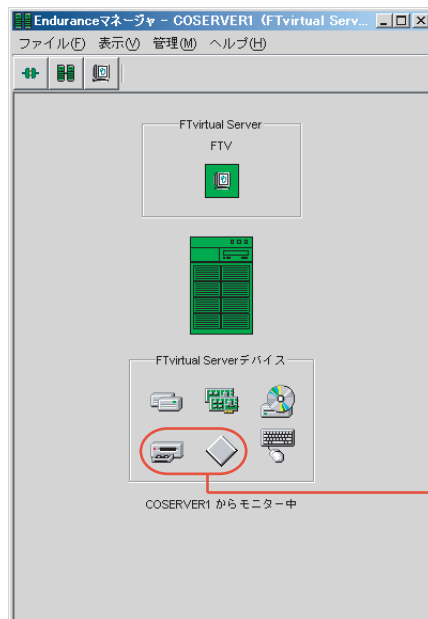 Enduranceマネージャ - COSERVER1 (FTvirtual Serv...
ファイル(F) 表示(V) 管理(M) ヘルプ(H)
FTvirtual Server
FTV
FTvirtual Serverデバイス
COSERVER1 からモニター中